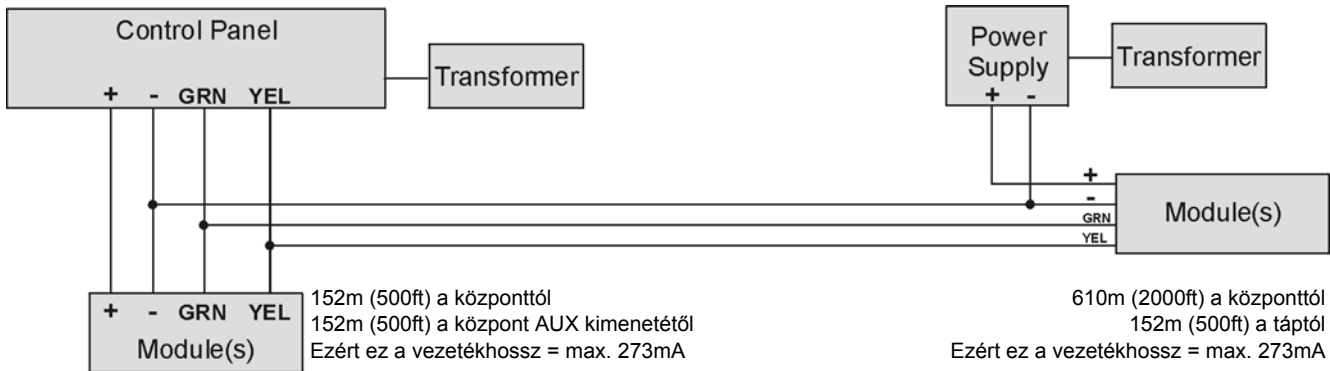 Control Panel
Transformer
+ - GRN YEL
Power
Supply
+ -
Transformer
+
-
GRN
YEL
Module(s)
+ - GRN YEL
Module(s)
152m (500ft) a központtól
152m (500ft) a központ AUX kimenetétől
Ezért ez a vezetékhossz = max. 273mA
610m (2000ft) a központtól
152m (500ft) a táptól
Ezért ez a vezetékhossz = max. 273mA